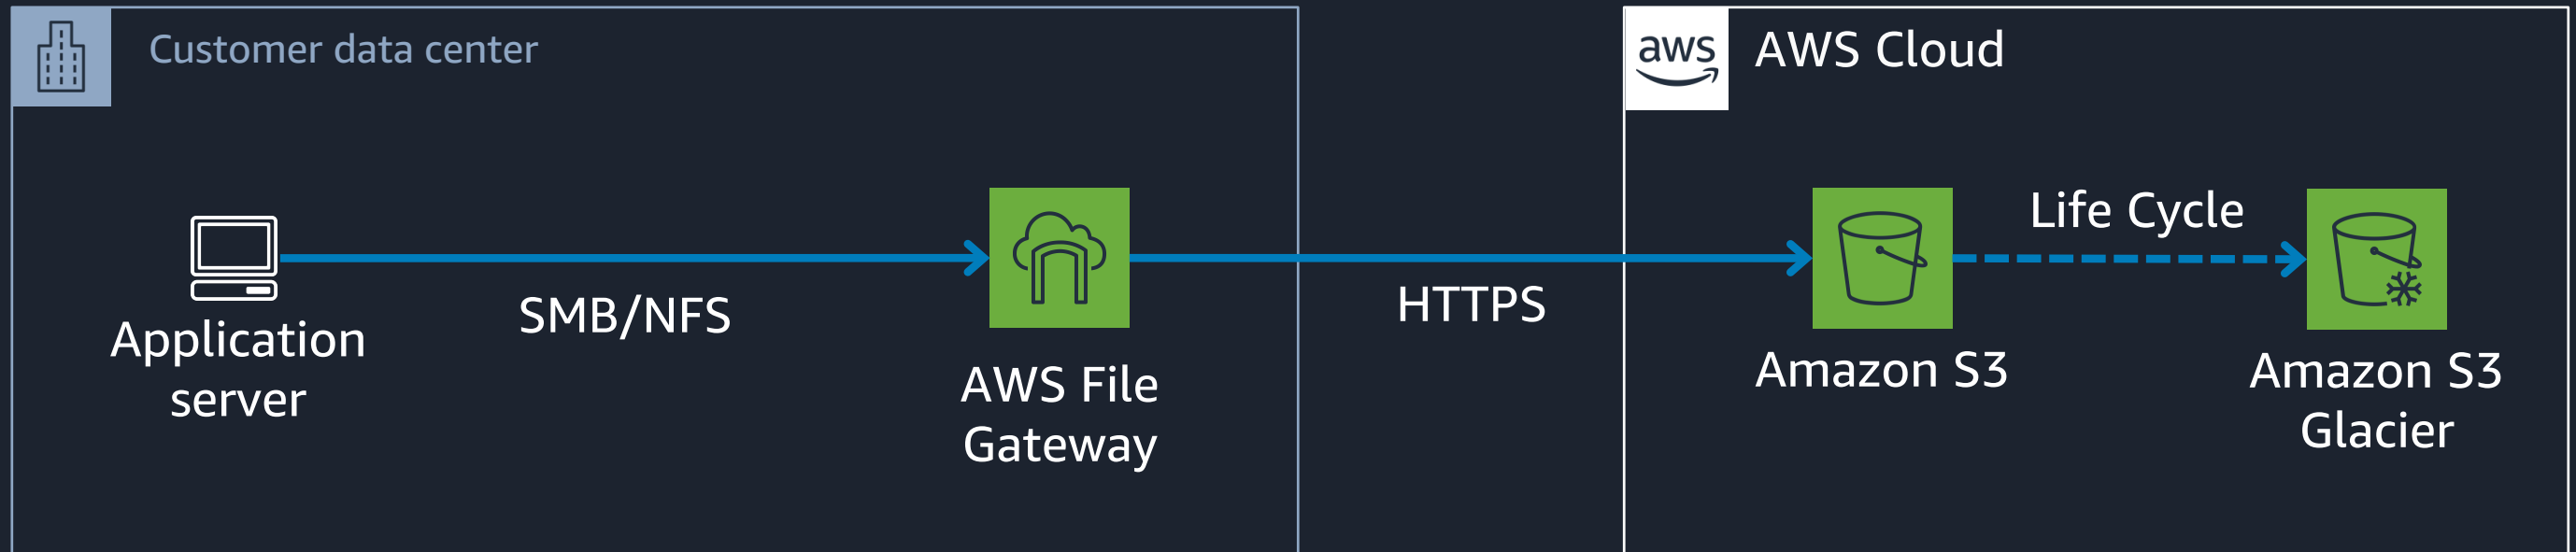 Customer data center
aws
AWS Cloud
Life Cycle
SMB/NFS
HTTPS
Application
server
AWS File
Gateway
Amazon S3
Amazon S3
Glacier